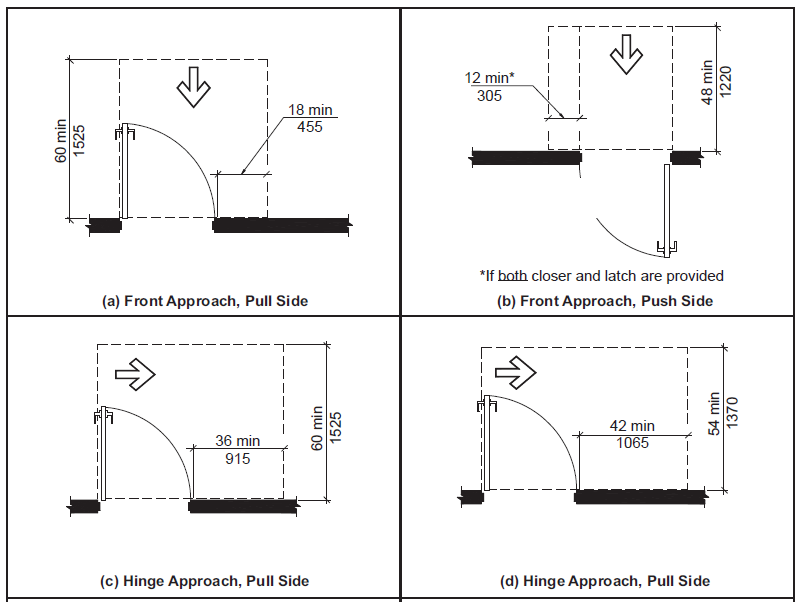 60 min
1525
18 min
455
(a) Front Approach, Pull Side
12 min*
305
48 min
1220
*If both closer and latch are provided
(b) Front Approach, Push Side
36 min
915
60 min
1525
(c) Hinge Approach, Pull Side
42 min
1065
54 min
1370
(d) Hinge Approach, Pull Side